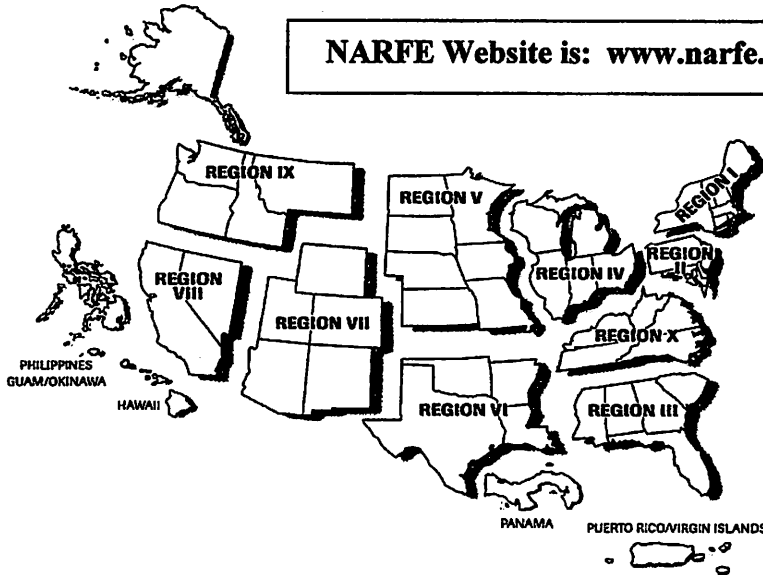 NARFE Website is: www.narfe.
REGION IX
REGION V
REGION I
REGION
II
REGION IV
REGION
VIII
REGION VII
REGION X
PHILIPPINES
GUAM/OKINAWA
HAWAII
REGION VI
REGION III
PANAMA
PUERTO RICO/VIRGIN ISLANDS